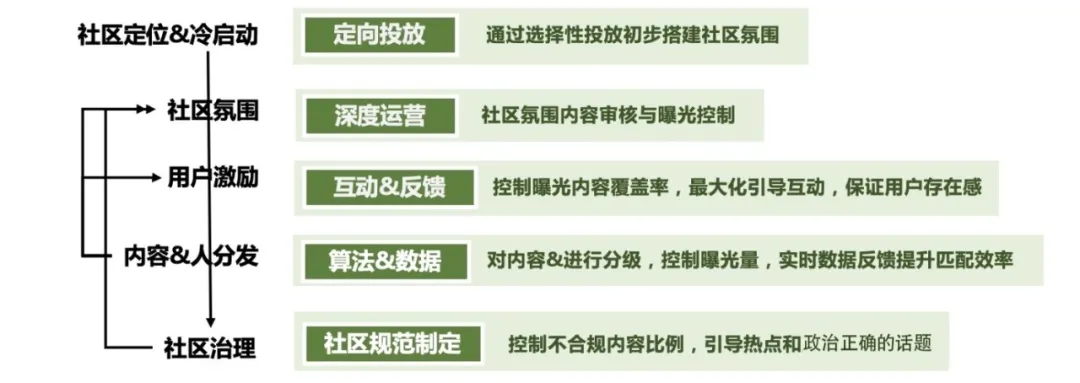 社区定位&冷启动 定向投放 通过选择性投放初步搭建社区氛围
社区氛围 深度运营 社区氛围内容审核与曝光控制
用户激励 互动&反馈 控制曝光内容覆盖率，最大化引导互动，保证用户存在感
内容&人分发 算法&数据 对内容&进行分级，控制曝光量，实时数据反馈提升匹配效率
社区治理 社区规范制定 控制不合规内容比例，引导热点和政治正确的话题